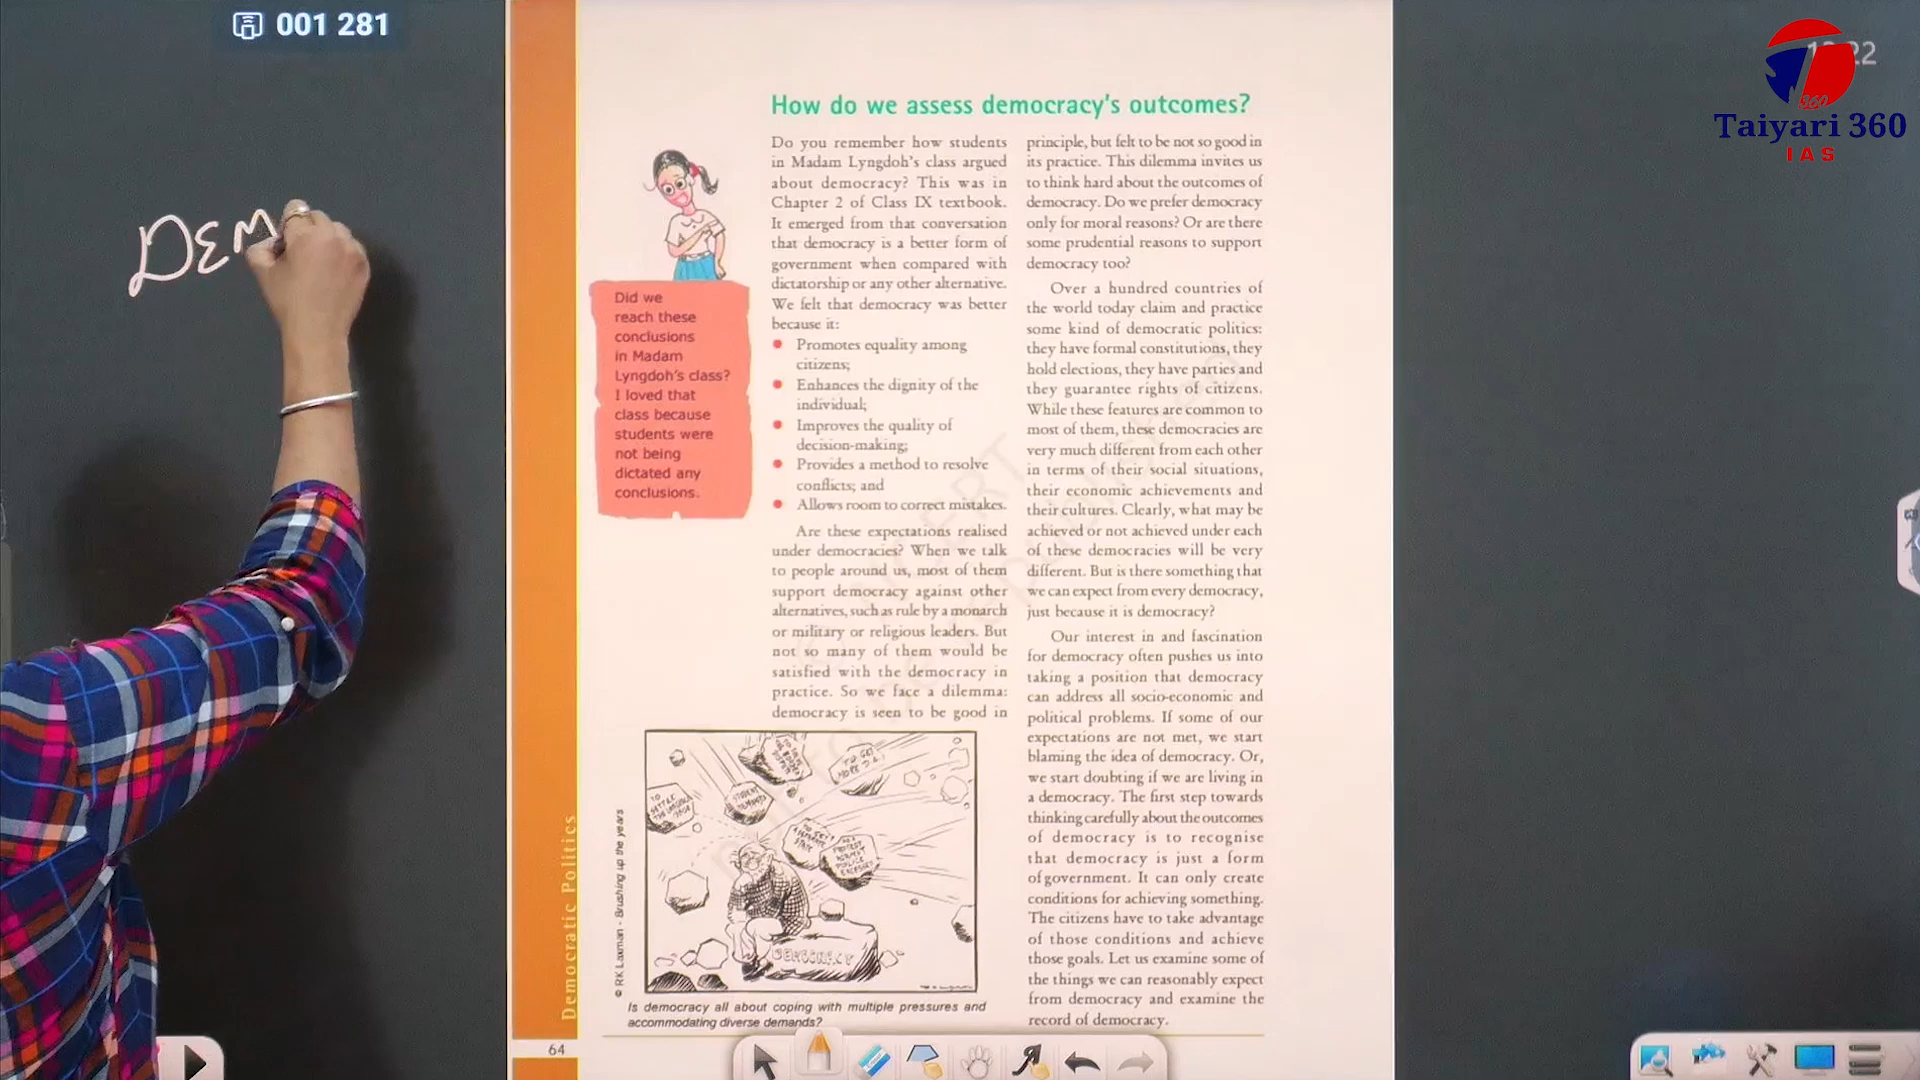 001 281
12:22
360
Taiyari 360
IAS
DEM
How do we assess democracy's outcomes?
Do you remember how students
in Madam Lyngdoh's class argued
about democracy? This was in
Chapter 2 of Class IX textbook.
It emerged from that conversation
that democracy is a better form of
government when compared with
dictatorship or any other alternative.
We felt that democracy was better
because it:
Promotes equality among
citizens;
Enhances the dignity of the
individual;
Improves the quality of
decision-making;
Provides a method to resolve
conflicts; and
Allows room to correct mistakes.
Are these expectations realised
under democracies? When we talk
to people around us, most of them
support democracy against other
alternatives, such as rule by a monarch
or military or religious leaders. But
not so many of them would be
satisfied with the democracy in
practice. So we face a dilemma:
democracy is seen to be good in
principle, but felt to be not so good in
its practice. This dilemma invites us
to think hard about the outcomes of
democracy. Do we prefer democracy
only for moral reasons? Or are there
some prudential reasons to support
democracy too?
Over a hundred countries of
the world today claim and practice
some kind of democratic politics:
they have formal constitutions, they
hold elections, they have parties and
they guarantee rights of citizens.
While these features are common to
most of them, these democracies are
very much different from each other
in terms of their social situations,
their economic achievements and
their cultures. Clearly, what may be
achieved or not achieved under each
of these democracies will be very
different. But is there something that
we can expect from every democracy,
just because it is democracy?
Our interest in and fascination
for democracy often pushes us into
taking a position that democracy
can address all socio-economic and
political problems. If some of our
expectations are not met, we start
blaming the idea of democracy. Or,
we start doubting if we are living in
a democracy. The first step towards
thinking carefully about the outcomes
of democracy is to recognise
that democracy is just a form
of government. It can only create
conditions for achieving something.
The citizens have to take advantage
of those conditions and achieve
those goals. Let us examine some of
the things we can reasonably expect
from democracy and examine the
record of democracy.
Did we
reach these
conclusions
in Madam
Lyngdoh's class?
I loved that
class because
students were
not being
dictated any
conclusions.
TO GET
MORE D.A.!
TO SETTLE
THE LANGUAGE
ISSUE
STUDENT
DEMANDS
TO GET
A SEPARATE
STATE
PROTEST
AGAINST
POLICE
EXCESSES
DEMOCRACY
© RK Laxman - Brushing up the years
Is democracy all about coping with multiple pressures and
accommodating diverse demands?
Democratic Politics
64